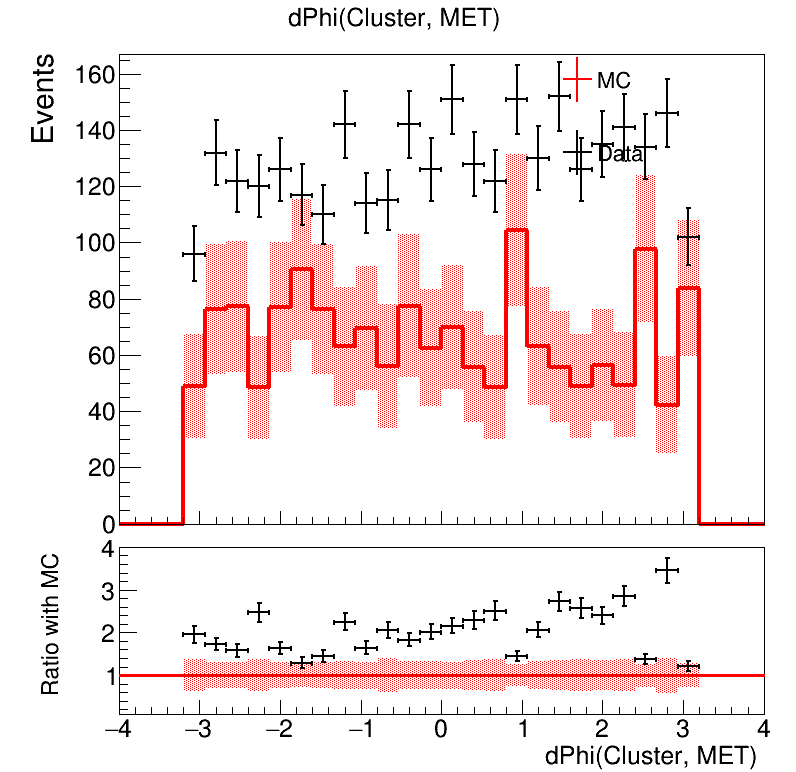 dPhi(Cluster, MET)
Events
160
140
120
100
80
60
40
20
0
MC
Data
Ratio with MC
4
3
2
1
−4 −3 −2 −1 0 1 2 3 4
dPhi(Cluster, MET)